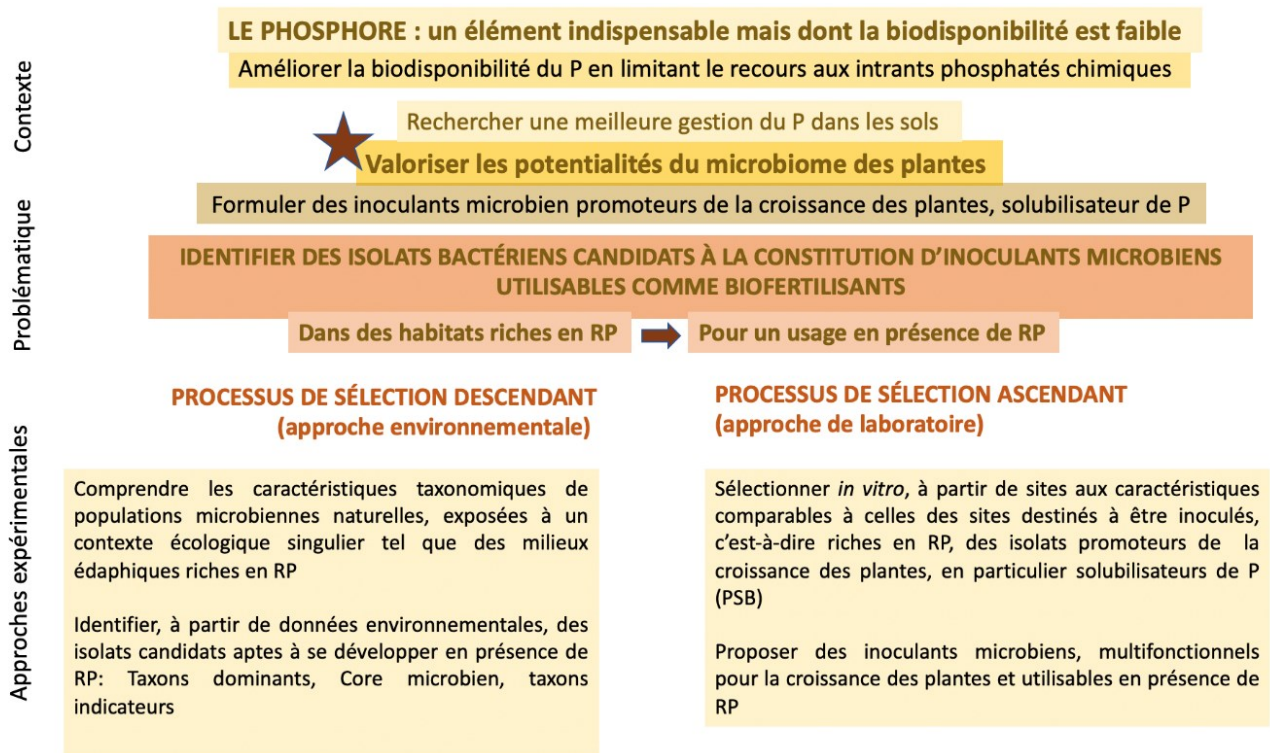 LE PHOSPHORE : un élément indispensable mais dont la biodisponibilité est faible
Améliorer la biodisponibilité du P en limitant le recours aux intrants phosphatés chimiques
Contexte
Rechercher une meilleure gestion du P dans les sols
Valoriser les potentialités du microbiome des plantes
Formuler des inoculants microbien promoteurs de la croissance des plantes, solubilisateur de P
Problématique
IDENTIFIER DES ISOLATS BACTÉRIENS CANDIDATS À LA CONSTITUTION D'INOCULANTS MICROBIENS
UTILISABLES COMME BIOFERTILISANTS
Dans des habitats riches en RP
Pour un usage en présence de RP
Approches expérimentales
PROCESSUS DE SÉLECTION DESCENDANT
(approche environnementale)
Comprendre les caractéristiques taxonomiques de
populations microbiennes naturelles, exposées à un
contexte écologique singulier tel que des milieux
édaphiques riches en RP
Identifier, à partir de données environnementales, des
isolats candidats aptes à se développer en présence de
RP: Taxons dominants, Core microbien, taxons
indicateurs
PROCESSUS DE SÉLECTION ASCENDANT
(approche de laboratoire)
Sélectionner in vitro, à partir de sites aux caractéristiques
comparables à celles des sites destinés à être inoculés,
c'est-à-dire riches en RP, des isolats promoteurs de la
croissance des plantes, en particulier solubilisateurs de P
(PSB)
Proposer des inoculants microbiens, multifonctionnels
pour la croissance des plantes et utilisables en présence de
RP